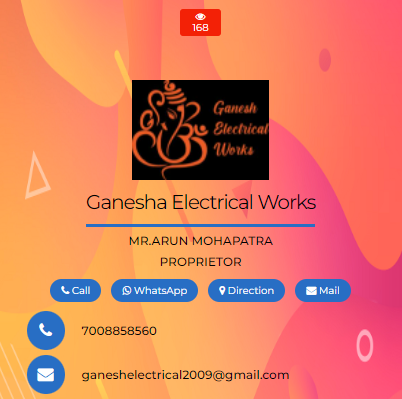 168
Ganesh
Electrical
Works
Ganesha Electrical Works
MR.ARUN MOHAPATRA
PROPRIETOR
Call WhatsApp Direction Mail
7008858560
ganeshelectrical2009@gmail.com